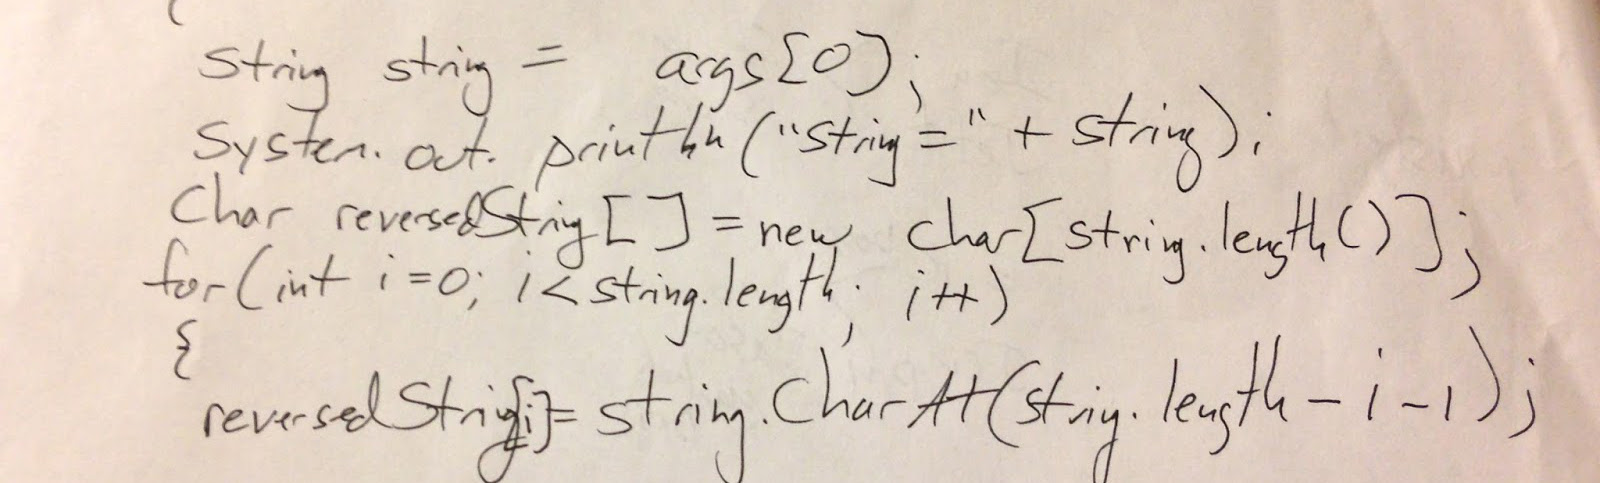 {
String string = args[0];
System.out.println("String=" + string);
Char reversedString[] = new char[string.length()];
for(int i=0; i<string.length; i++)
{
reversedString[i]= string.CharAt(string.length-i-1);